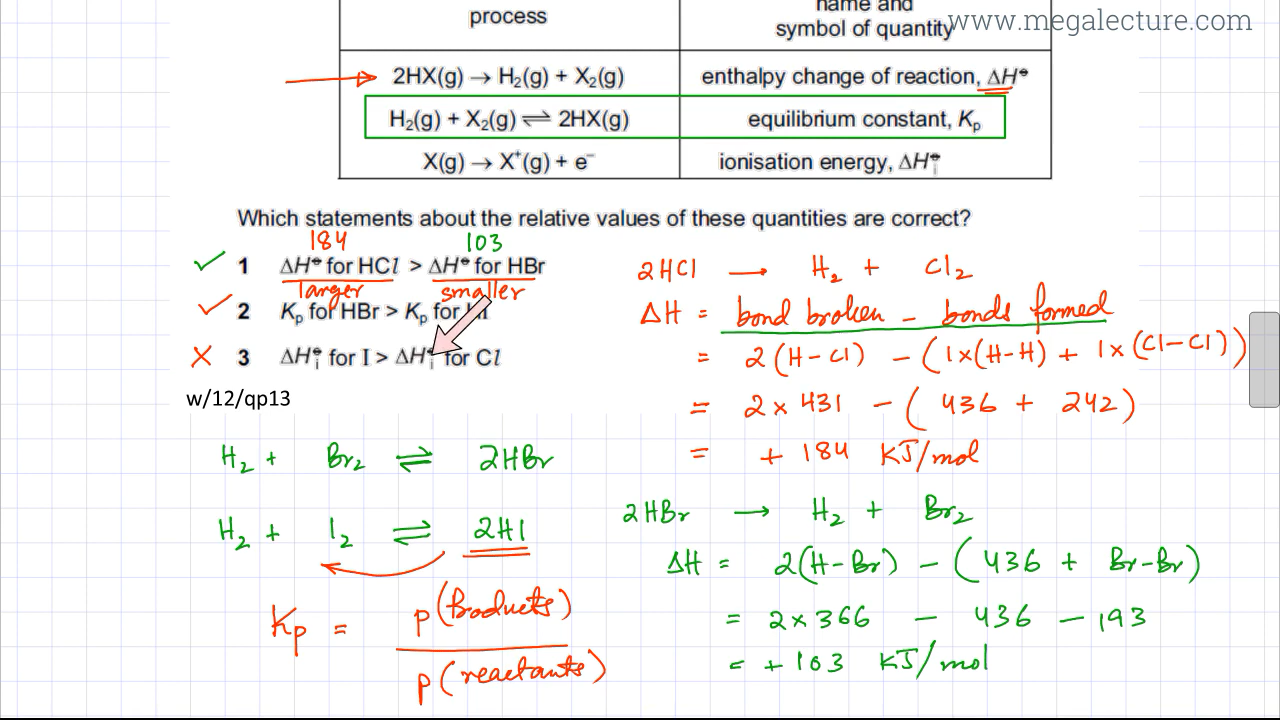 name and
www.megalecture.com
process
symbol of quantity
2HX(g) → H₂(g) + X₂(g)
enthalpy change of reaction, ΔH⦵
H₂(g) + X₂(g) ⇌ 2HX(g)
equilibrium constant, Kp
X(g) → X⁺(g) + e⁻
ionisation energy, ΔHᵢ⦵
Which statements about the relative values of these quantities are correct?
184 103
✓ 1 ΔH⦵ for HCl > ΔH⦵ for HBr
larger smaller
✓ 2 Kp for HBr > Kp for HI
✗ 3 ΔHᵢ⦵ for I > ΔHᵢ⦵ for Cl
w/12/qp13
2HCl → H₂ + Cl₂
ΔH = bond broken – bonds formed
= 2(H–Cl) – (1×(H–H) + 1×(Cl–Cl))
= 2×431 – (436 + 242)
= +184 KJ/mol
H₂ + Br₂ ⇌ 2HBr
H₂ + I₂ ⇌ 2HI
Kp = p(Products)
p(reactants)
2HBr → H₂ + Br₂
ΔH = 2(H–Br) – (436 + Br–Br)
= 2×366 – 436 – 193
= +103 KJ/mol